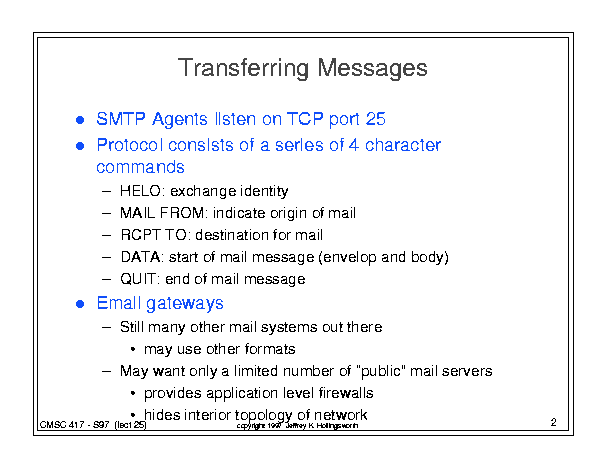 Transferring Messages
● SMTP Agents listen on TCP port 25
● Protocol consists of a series of 4 character
commands
– HELO: exchange identity
– MAIL FROM: indicate origin of mail
– RCPT TO: destination for mail
– DATA: start of mail message (envelop and body)
– QUIT: end of mail message
● Email gateways
– Still many other mail systems out there
• may use other formats
– May want only a limited number of "public" mail servers
• provides application level firewalls
• hides interior topology of network
CMSC 417 - S97 (lect 25)
copyright 1997 Jeffrey K. Hollingsworth
2